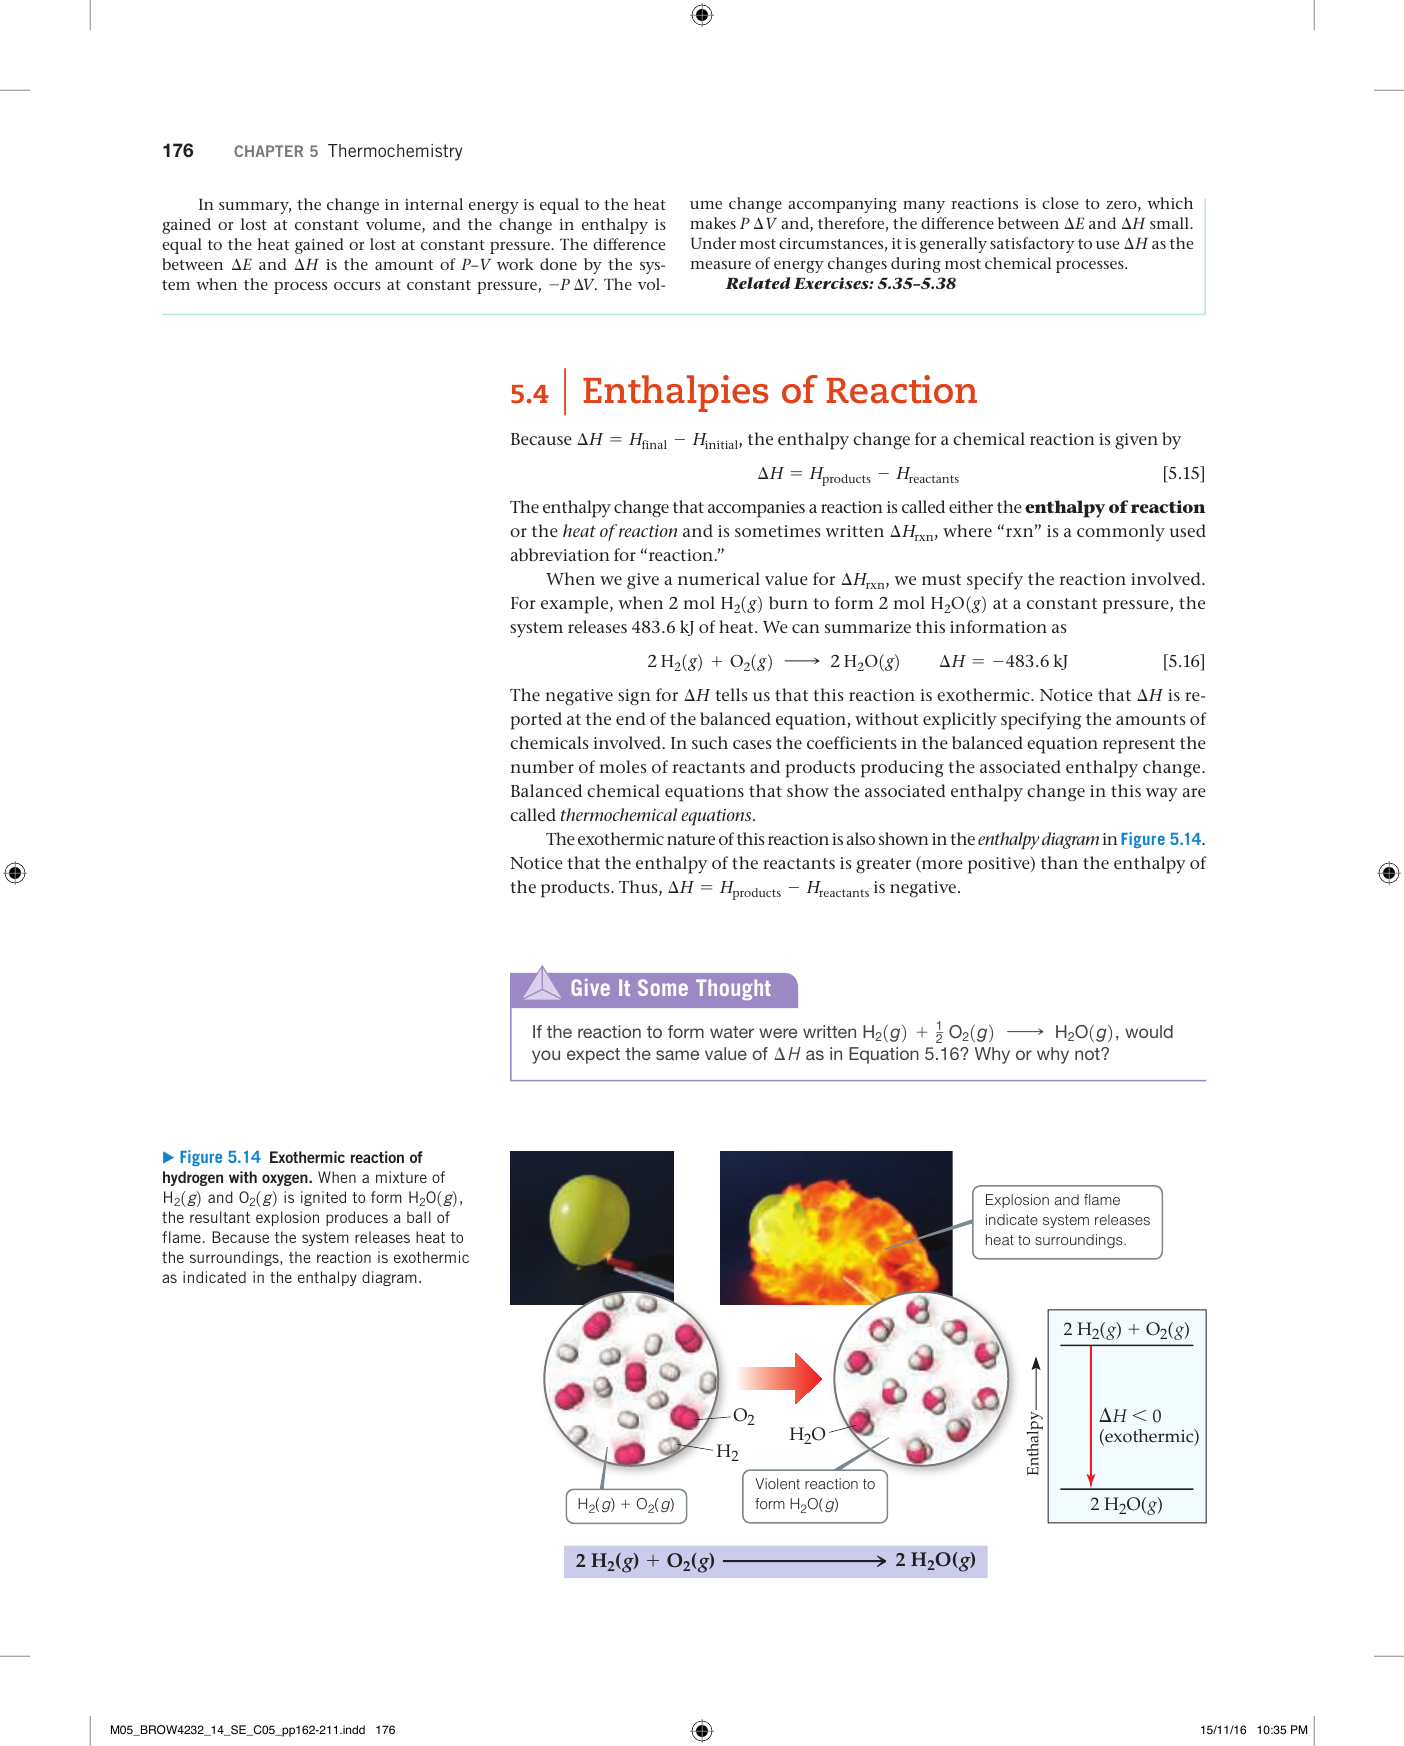 176 CHAPTER 5 Thermochemistry
In summary, the change in internal energy is equal to the heat
gained or lost at constant volume, and the change in enthalpy is
equal to the heat gained or lost at constant pressure. The difference
between ΔE and ΔH is the amount of P–V work done by the sys-
tem when the process occurs at constant pressure, −P ΔV. The vol-
ume change accompanying many reactions is close to zero, which
makes P ΔV and, therefore, the difference between ΔE and ΔH small.
Under most circumstances, it is generally satisfactory to use ΔH as the
measure of energy changes during most chemical processes.
Related Exercises: 5.35–5.38
5.4 Enthalpies of Reaction
Because ΔH = Hfinal − Hinitial, the enthalpy change for a chemical reaction is given by
ΔH = Hproducts − Hreactants [5.15]
The enthalpy change that accompanies a reaction is called either the enthalpy of reaction
or the heat of reaction and is sometimes written ΔHrxn, where “rxn” is a commonly used
abbreviation for “reaction.”
When we give a numerical value for ΔHrxn, we must specify the reaction involved.
For example, when 2 mol H₂(g) burn to form 2 mol H₂O(g) at a constant pressure, the
system releases 483.6 kJ of heat. We can summarize this information as
2 H₂(g) + O₂(g) ⟶ 2 H₂O(g) ΔH = −483.6 kJ [5.16]
The negative sign for ΔH tells us that this reaction is exothermic. Notice that ΔH is re-
ported at the end of the balanced equation, without explicitly specifying the amounts of
chemicals involved. In such cases the coefficients in the balanced equation represent the
number of moles of reactants and products producing the associated enthalpy change.
Balanced chemical equations that show the associated enthalpy change in this way are
called thermochemical equations.
The exothermic nature of this reaction is also shown in the enthalpy diagram in Figure 5.14.
Notice that the enthalpy of the reactants is greater (more positive) than the enthalpy of
the products. Thus, ΔH = Hproducts − Hreactants is negative.
Give It Some Thought
If the reaction to form water were written H₂(g) + ½ O₂(g) ⟶ H₂O(g), would
you expect the same value of ΔH as in Equation 5.16? Why or why not?
▶ Figure 5.14 Exothermic reaction of
hydrogen with oxygen. When a mixture of
H₂(g) and O₂(g) is ignited to form H₂O(g),
the resultant explosion produces a ball of
flame. Because the system releases heat to
the surroundings, the reaction is exothermic
as indicated in the enthalpy diagram.
Explosion and flame
indicate system releases
heat to surroundings.
O₂
H₂
H₂(g) + O₂(g)
H₂O
Violent reaction to
form H₂O(g)
Enthalpy
2 H₂(g) + O₂(g)
ΔH < 0
(exothermic)
2 H₂O(g)
2 H₂(g) + O₂(g) ⟶ 2 H₂O(g)
M05_BROW4232_14_SE_C05_pp162-211.indd 176 15/11/16 10:35 PM